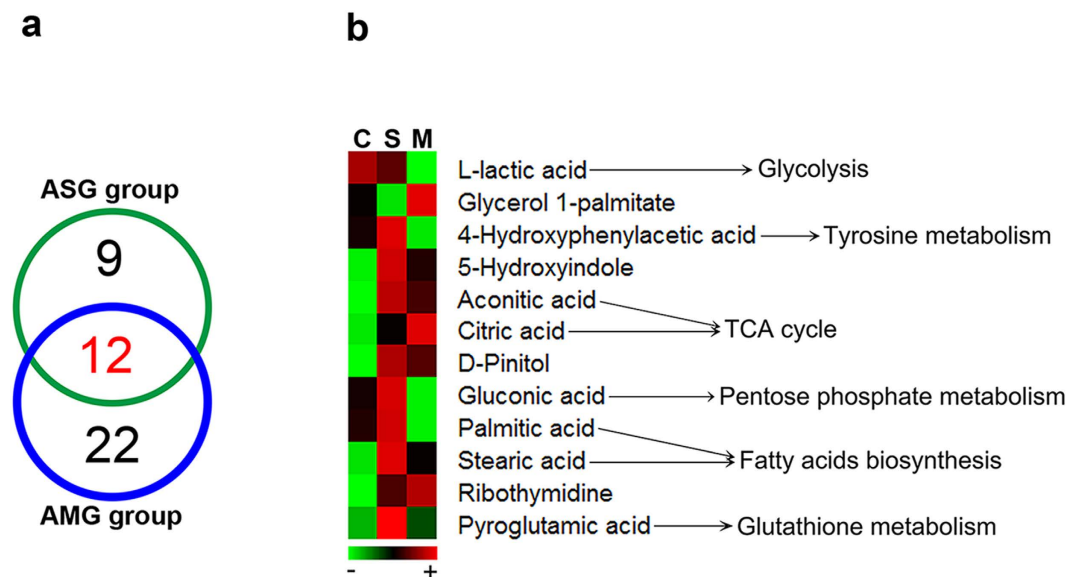 a
b
ASG group
9
12
22
AMG group
C S M
L-lactic acid
Glycolysis
Glycerol 1-palmitate
4-Hydroxyphenylacetic acid
Tyrosine metabolism
5-Hydroxyindole
Aconitic acid
Citric acid
TCA cycle
D-Pinitol
Gluconic acid
Pentose phosphate metabolism
Palmitic acid
Stearic acid
Fatty acids biosynthesis
Ribothymidine
Pyroglutamic acid
Glutathione metabolism
- +